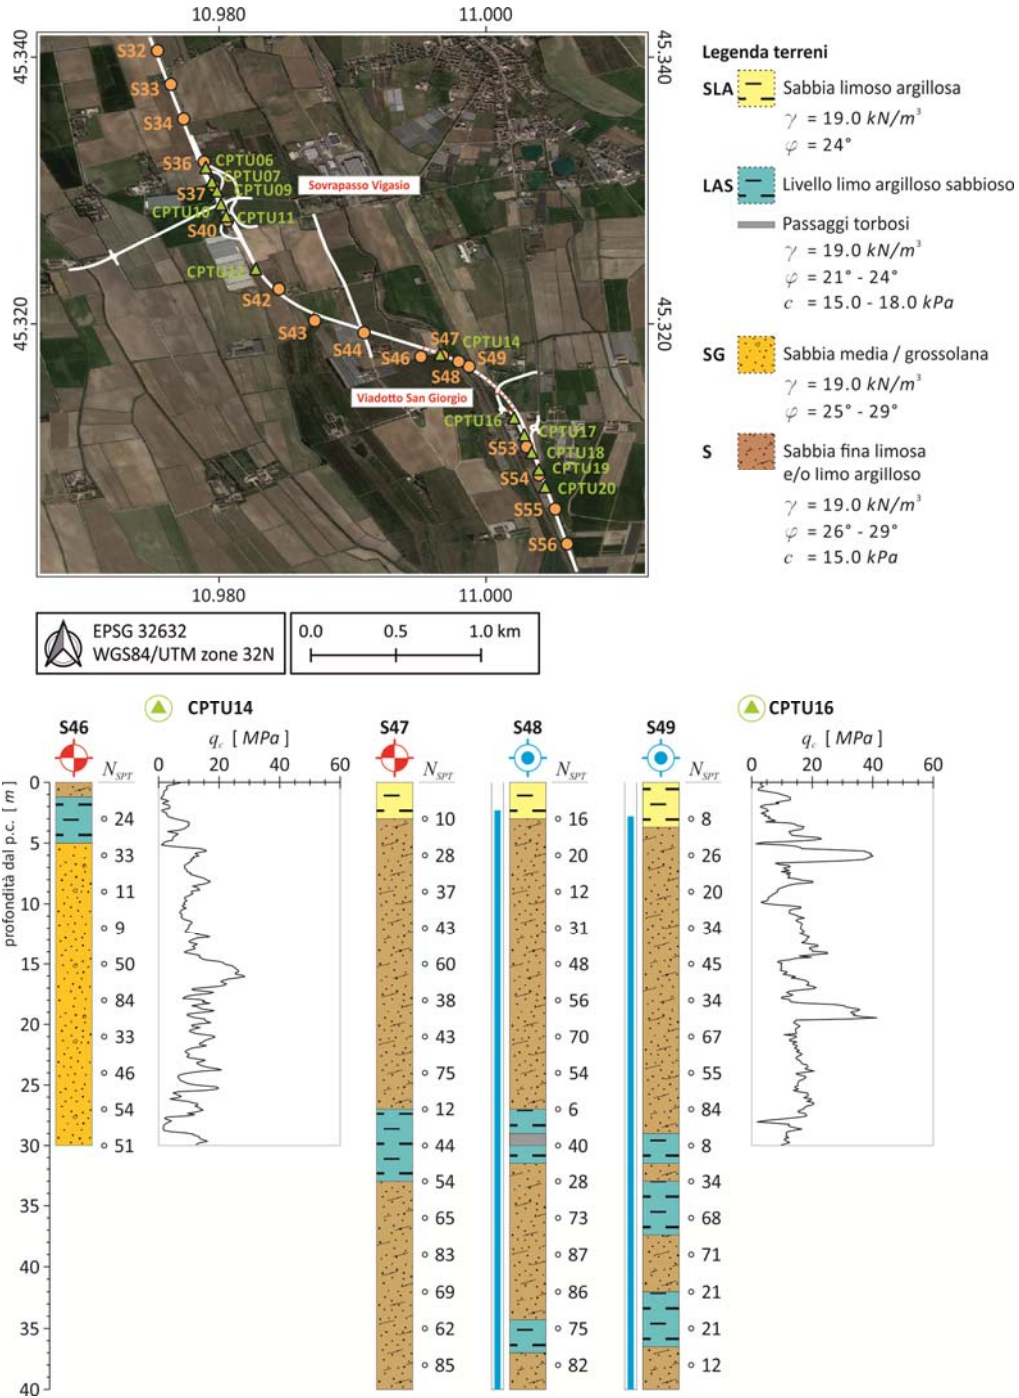 10.980
11.000
45.340
45.340
S32
S33
S34
S36
CPTU06
CPTU07
S37
CPTU09
CPTU10
CPTU11
S40
Sovrapasso Vigasio
CPTU12
S42
S43
S44
45.320
45.320
S46
S47
CPTU14
S48
S49
Viadotto San Giorgio
CPTU16
CPTU17
S53
CPTU18
S54
CPTU19
CPTU20
S55
S56
10.980
11.000
Legenda terreni
SLA
Sabbia limoso argillosa
γ = 19.0 kN/m³
φ = 24°
LAS
Livello limo argilloso sabbioso
Passaggi torbosi
γ = 19.0 kN/m³
φ = 21° - 24°
c = 15.0 - 18.0 kPa
SG
Sabbia media / grossolana
γ = 19.0 kN/m³
φ = 25° - 29°
S
Sabbia fina limosa
e/o limo argilloso
γ = 19.0 kN/m³
φ = 26° - 29°
c = 15.0 kPa
EPSG 32632
WGS84/UTM zone 32N
0.0 0.5 1.0 km
profondità dal p.c. [ m ]
0
5
10
15
20
25
30
35
40
S46
N_SPT
24
33
11
9
50
84
33
46
54
51
CPTU14
q_c [ MPa ]
0 20 40 60
S47
N_SPT
10
28
37
43
60
38
43
75
12
44
54
65
83
69
62
85
S48
N_SPT
16
20
12
31
48
56
70
54
6
40
28
73
87
86
75
82
S49
N_SPT
8
26
20
34
45
34
67
55
84
8
34
68
71
21
21
12
CPTU16
q_c [ MPa ]
0 20 40 60